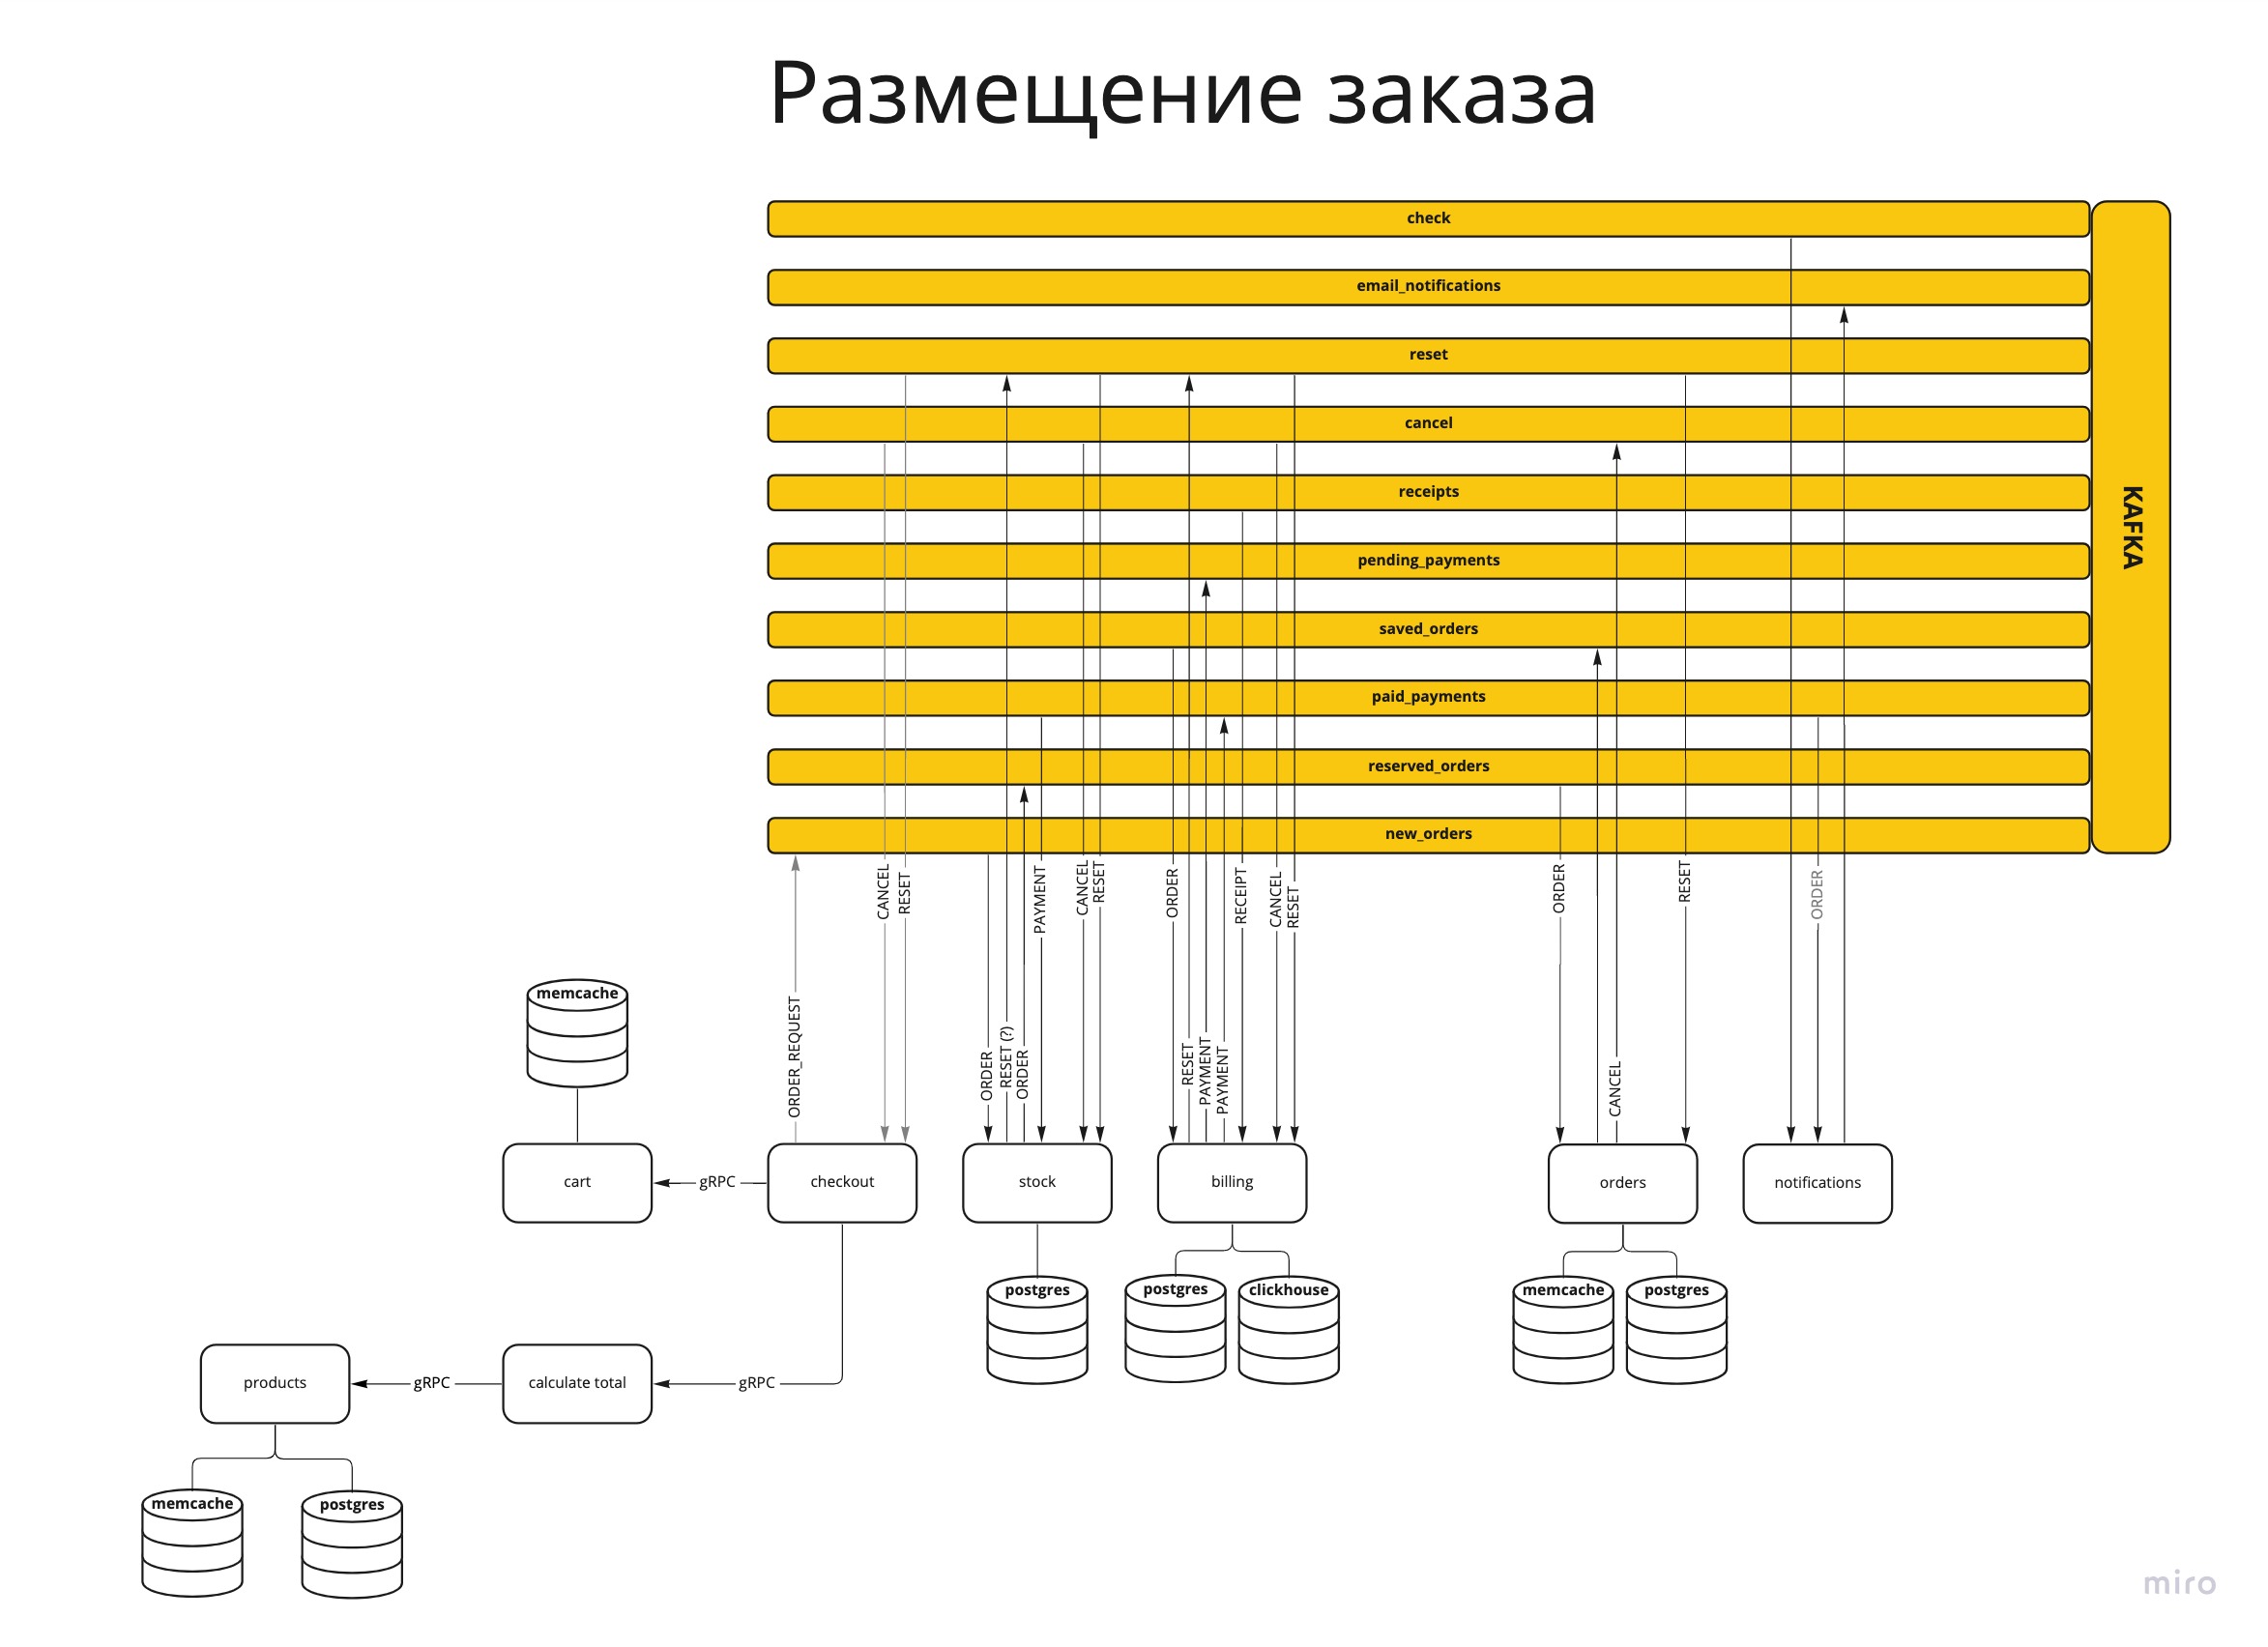 Размещение заказа
check
email_notifications
reset
cancel
receipts
pending_payments
saved_orders
paid_payments
reserved_orders
new_orders
KAFKA
ORDER_REQUEST
CANCEL
RESET
ORDER
RESET (?)
ORDER
PAYMENT
CANCEL
RESET
ORDER
RESET
PAYMENT
PAYMENT
RECEIPT
CANCEL
RESET
ORDER
CANCEL
RESET
ORDER
memcache
cart
gRPC
checkout
stock
billing
orders
notifications
postgres
postgres
clickhouse
memcache
postgres
products
gRPC
calculate total
gRPC
memcache
postgres
miro